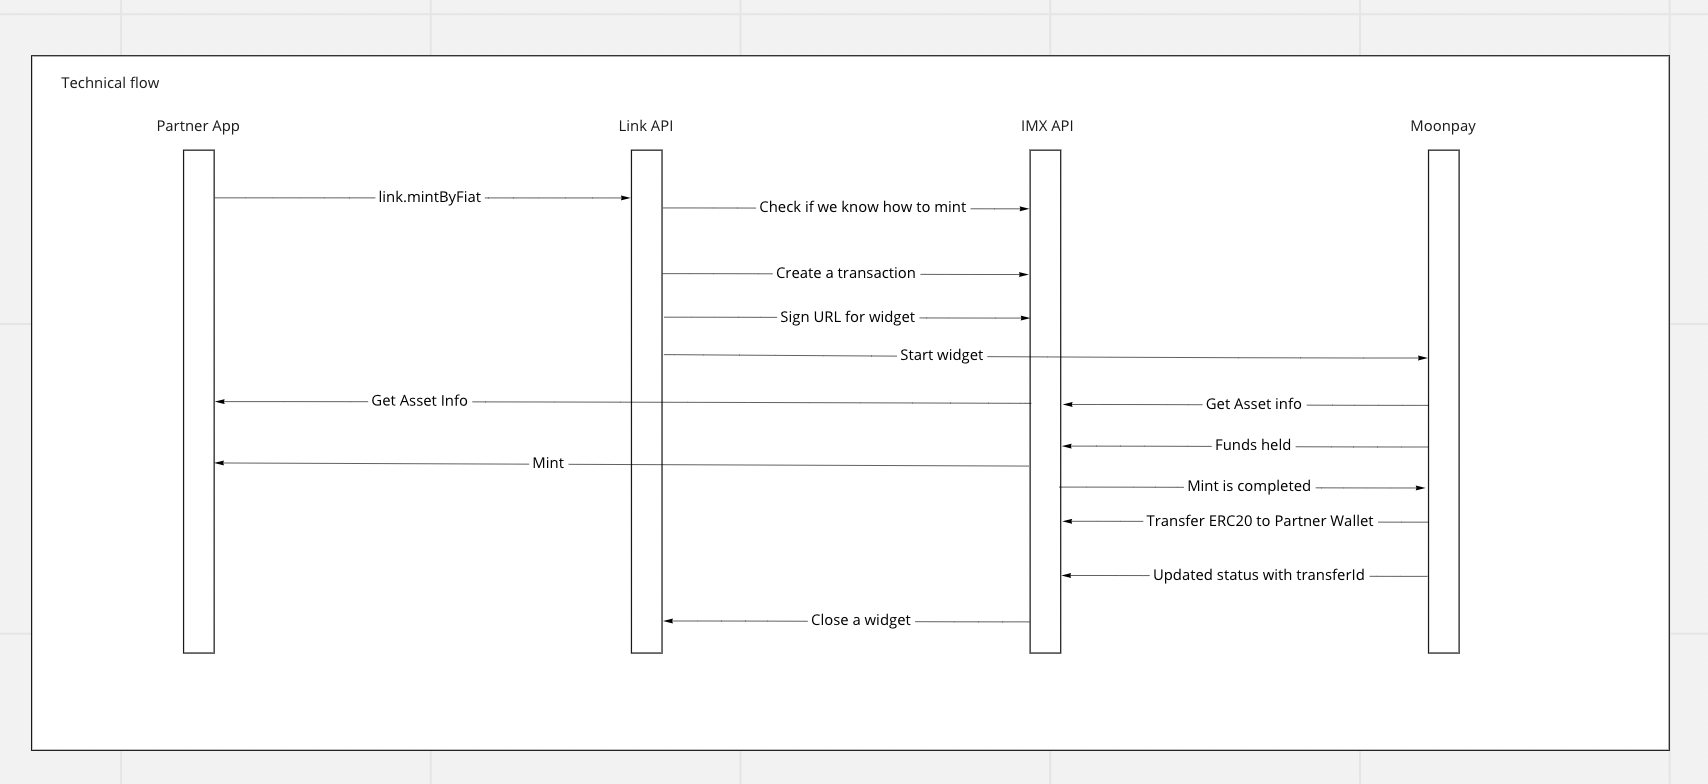 Technical flow
Partner App
Link API
IMX API
Moonpay
link.mintByFiat
Check if we know how to mint
Create a transaction
Sign URL for widget
Start widget
Get Asset Info
Get Asset info
Funds held
Mint
Mint is completed
Transfer ERC20 to Partner Wallet
Updated status with transferId
Close a widget